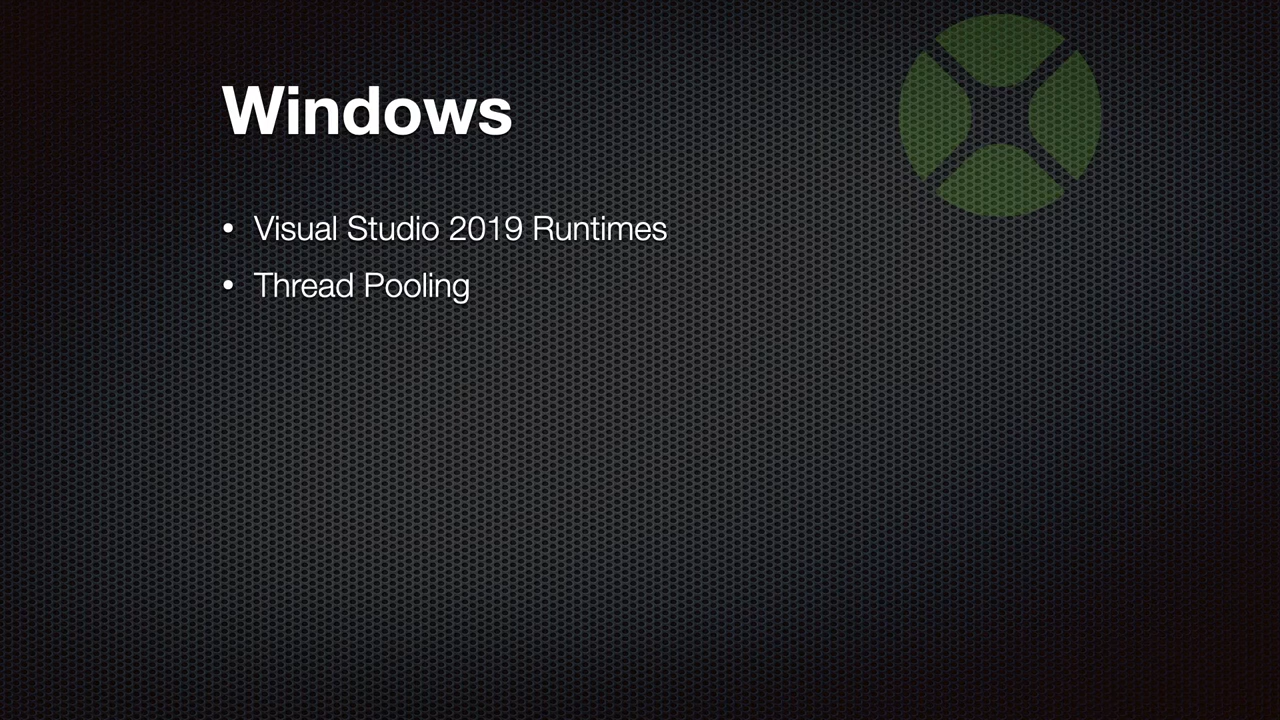 Windows
• Visual Studio 2019 Runtimes
• Thread Pooling